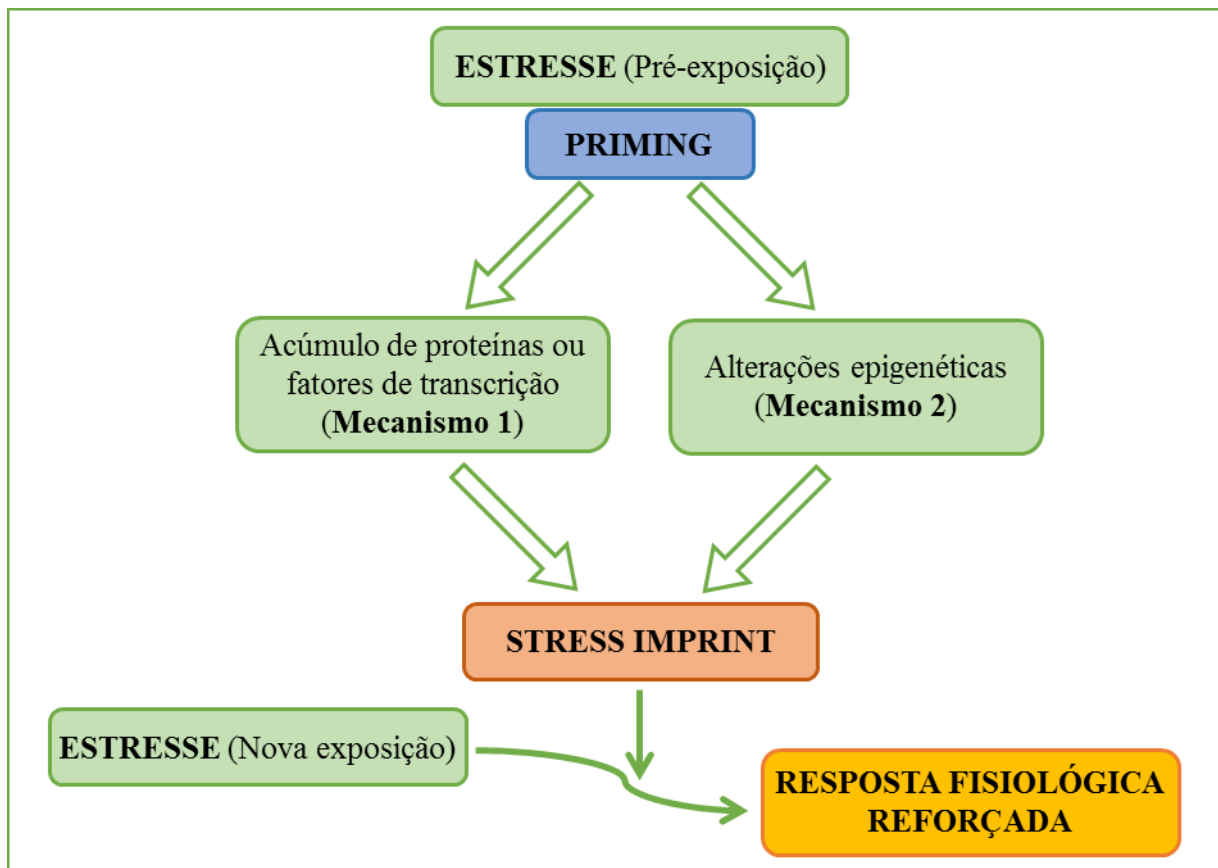 ESTRESSE (Pré-exposição)
PRIMING
Acúmulo de proteínas ou
fatores de transcrição
(Mecanismo 1)
Alterações epigenéticas
(Mecanismo 2)
STRESS IMPRINT
ESTRESSE (Nova exposição)
RESPOSTA FISIOLÓGICA
REFORÇADA